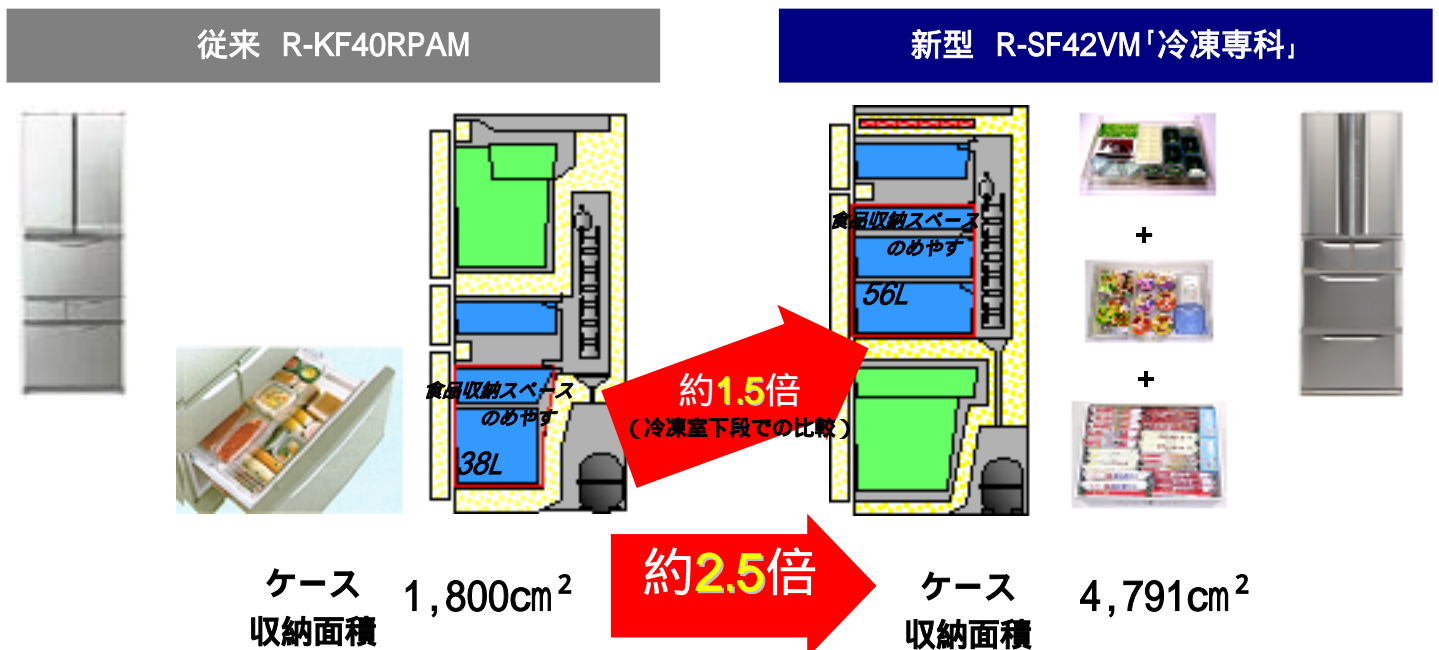 従来 R-KF40RPAM
新型 R-SF42VM「冷凍専科」
食品収納スペース
のめやす
38L
食品収納スペース
のめやす
56L
約1.5倍
(冷凍室下段での比較)
+
+
ケース
収納面積
1,800cm²
約2.5倍
ケース
収納面積
4,791cm²